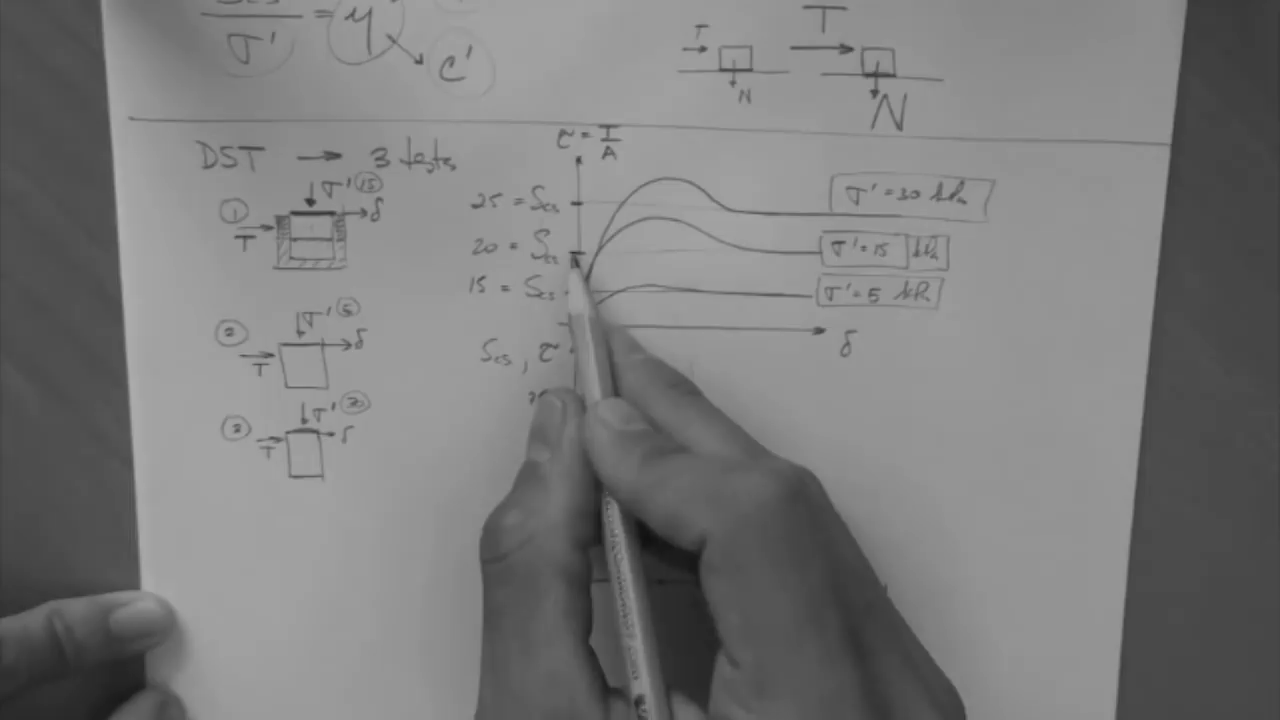 σ' = φ' → c'
T N T N
DST → 3 tests
τ = T/A
① T σ' 15 δ
25 = Scs σ' = 30 kPa
20 = Scs σ' = 15 kPa
15 = Scs σ' = 5 kPa
② T σ' 5 δ
Scs, τ δ
③ T σ' 30 δ